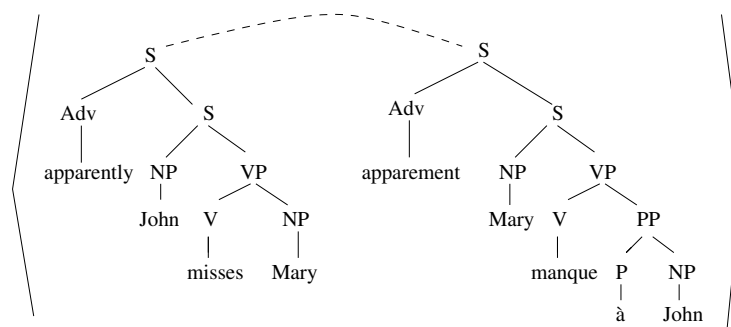 S S
Adv S Adv S
apparently NP VP apparement NP VP
John V NP Mary V PP
misses Mary manque P NP
à John